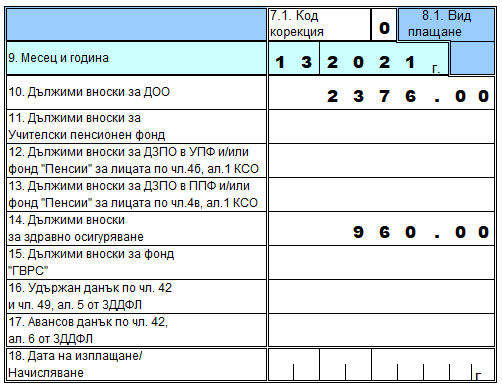 7.1. Код
корекция
0
8.1. Вид
плащане
9. Месец и година
1 3 2 0 2 1 г.
10. Дължими вноски за ДОО
2 3 7 6 . 0 0
11. Дължими вноски за
Учителски пенсионен фонд
12. Дължими вноски за ДЗПО в УПФ и/или
фонд "Пенсии" за лицата по чл.4б, ал.1 КСО
13. Дължими вноски за ДЗПО в ППФ и/или
фонд "Пенсии" за лицата по чл.4в, ал.1 КСО
14. Дължими вноски
за здравно осигуряване
9 6 0 . 0 0
15. Дължими вноски за фонд
"ГВРС"
16. Удържан данък по чл. 42
и чл. 49, ал. 5 от ЗДДФЛ
17. Авансов данък по чл. 42,
ал. 6 от ЗДДФЛ
18. Дата на изплащане/
Начисляване
г